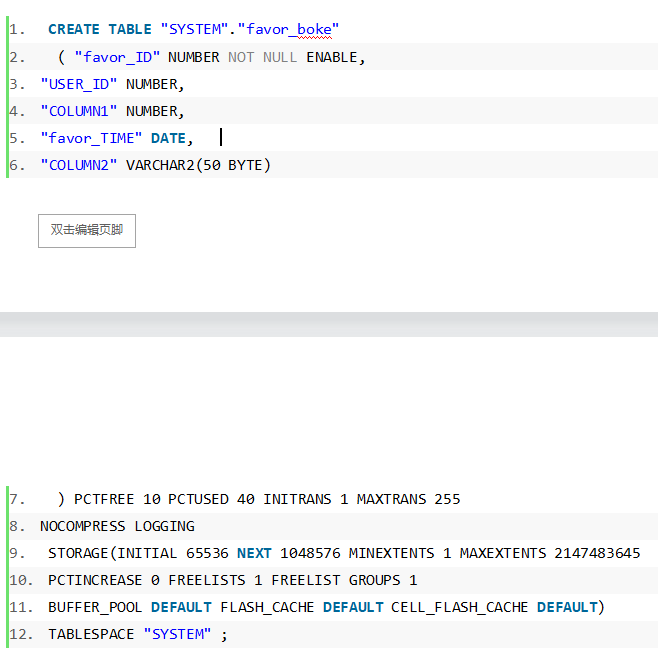 1. CREATE TABLE "SYSTEM"."favor_boke"
2. ( "favor_ID" NUMBER NOT NULL ENABLE,
3. "USER_ID" NUMBER,
4. "COLUMN1" NUMBER,
5. "favor_TIME" DATE,
6. "COLUMN2" VARCHAR2(50 BYTE)
双击编辑页脚
7. ) PCTFREE 10 PCTUSED 40 INITRANS 1 MAXTRANS 255
8. NOCOMPRESS LOGGING
9. STORAGE(INITIAL 65536 NEXT 1048576 MINEXTENTS 1 MAXEXTENTS 2147483645
10. PCTINCREASE 0 FREELISTS 1 FREELIST GROUPS 1
11. BUFFER_POOL DEFAULT FLASH_CACHE DEFAULT CELL_FLASH_CACHE DEFAULT)
12. TABLESPACE "SYSTEM" ;